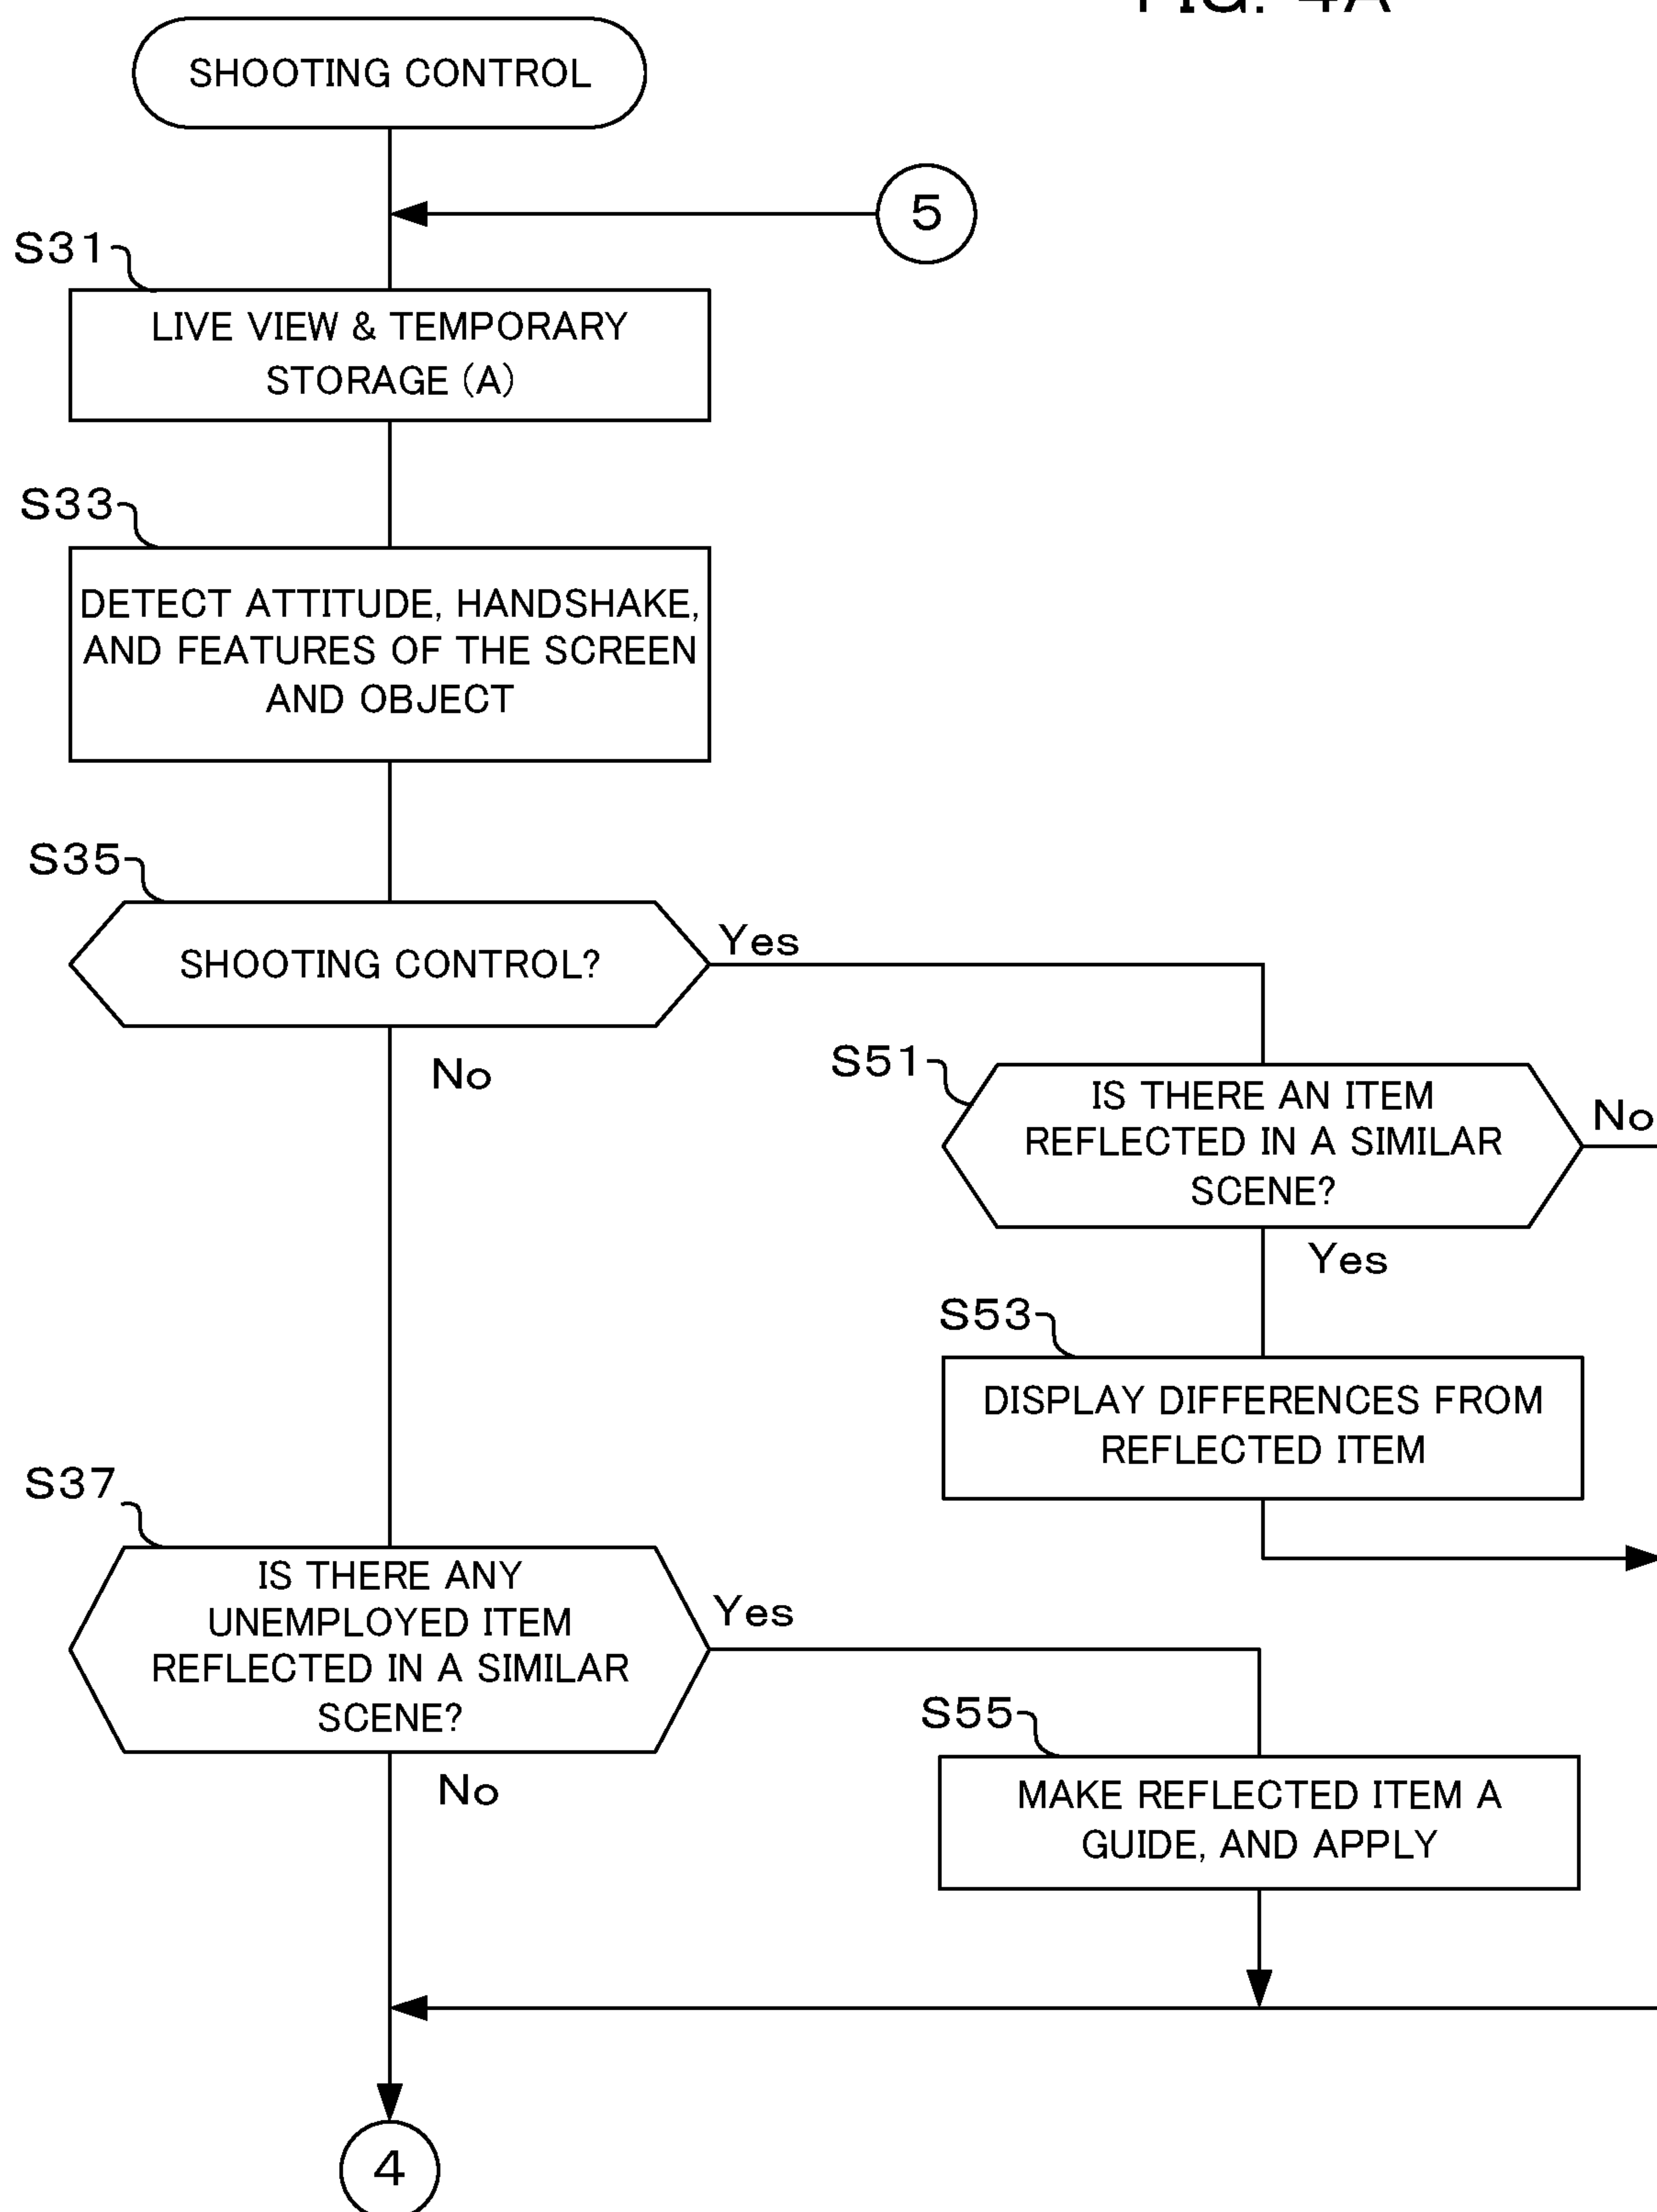 FIG. 4A
SHOOTING CONTROL
5
S31
LIVE VIEW & TEMPORARY
STORAGE (A)
S33
DETECT ATTITUDE, HANDSHAKE,
AND FEATURES OF THE SCREEN
AND OBJECT
S35
SHOOTING CONTROL?
Yes
No
S51
IS THERE AN ITEM
REFLECTED IN A SIMILAR
SCENE?
No
Yes
S53
DISPLAY DIFFERENCES FROM
REFLECTED ITEM
S37
IS THERE ANY
UNEMPLOYED ITEM
REFLECTED IN A SIMILAR
SCENE?
Yes
No
S55
MAKE REFLECTED ITEM A
GUIDE, AND APPLY
4